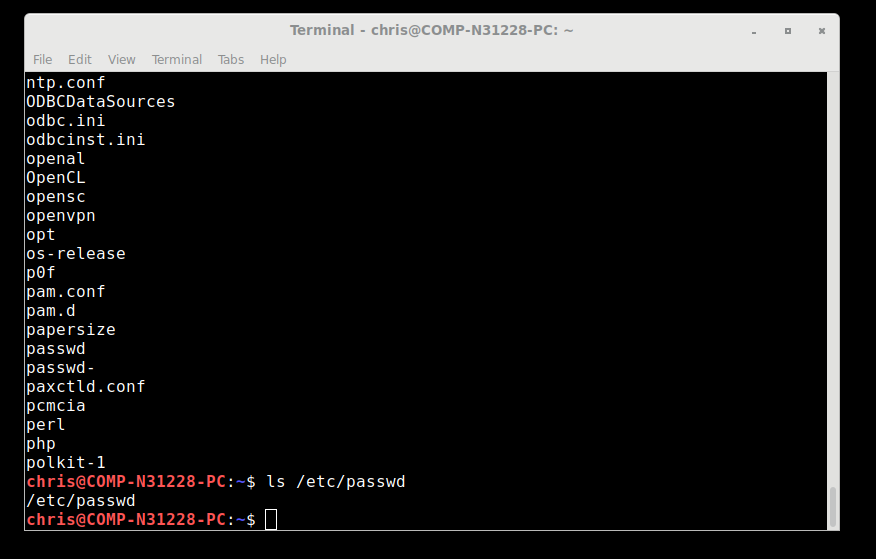 Terminal - chris@COMP-N31228-PC: ~
File Edit View Terminal Tabs Help
ntp.conf
ODBCDataSources
odbc.ini
odbcinst.ini
openal
OpenCL
opensc
openvpn
opt
os-release
p0f
pam.conf
pam.d
papersize
passwd
passwd-
paxctld.conf
pcmcia
perl
php
polkit-1
chris@COMP-N31228-PC:~$ ls /etc/passwd
/etc/passwd
chris@COMP-N31228-PC:~$